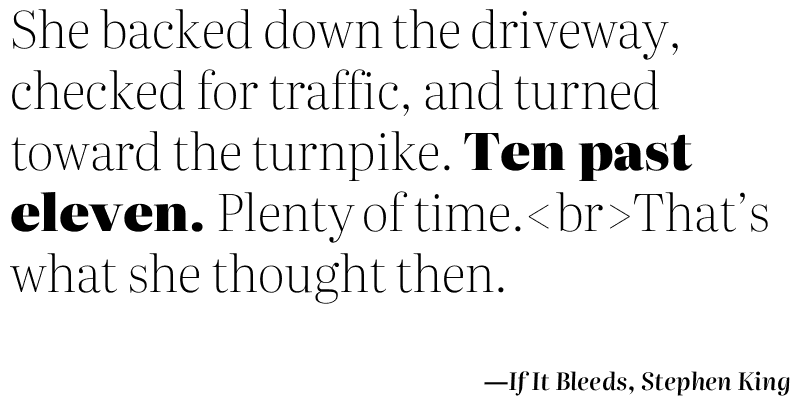 She backed down the driveway,
checked for traffic, and turned
toward the turnpike. Ten past
eleven. Plenty of time.<br>That’s
what she thought then.
—If It Bleeds, Stephen King